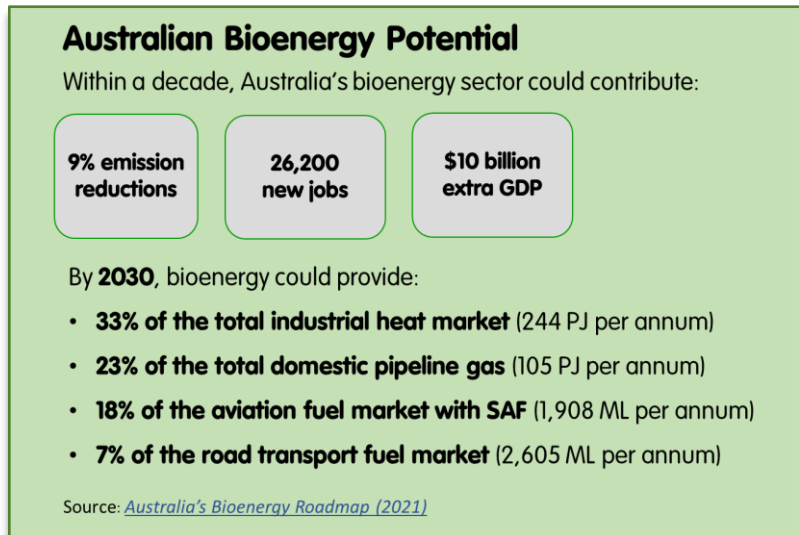 Australian Bioenergy Potential
Within a decade, Australia's bioenergy sector could contribute:
9% emission
reductions
26,200
new jobs
$10 billion
extra GDP
By 2030, bioenergy could provide:
• 33% of the total industrial heat market (244 PJ per annum)
• 23% of the total domestic pipeline gas (105 PJ per annum)
• 18% of the aviation fuel market with SAF (1,908 ML per annum)
• 7% of the road transport fuel market (2,605 ML per annum)
Source: Australia's Bioenergy Roadmap (2021)